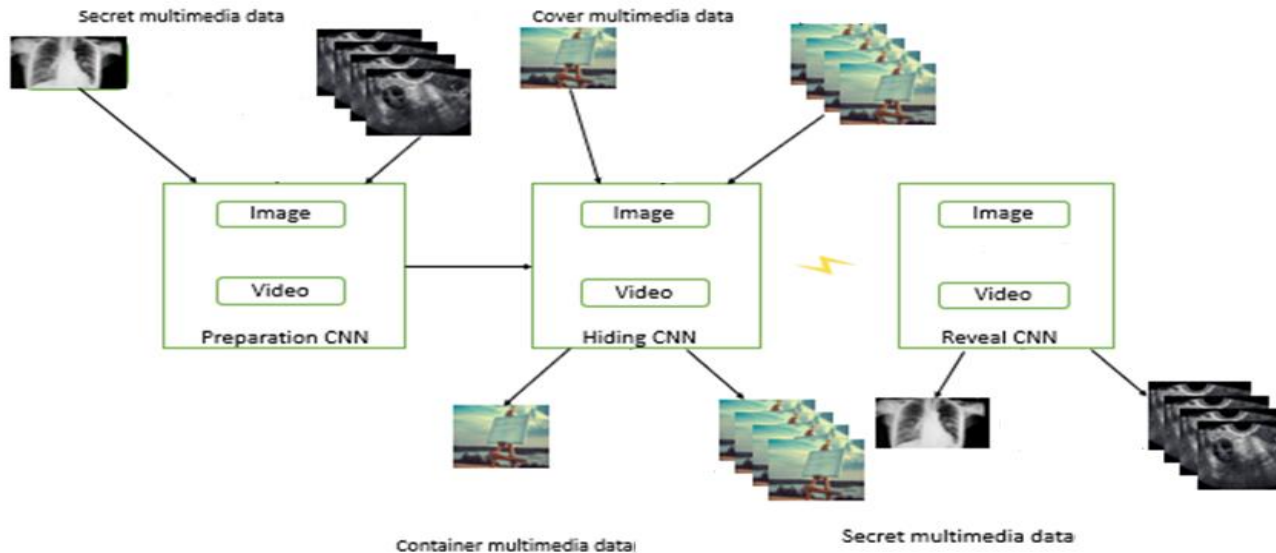 Secret multimedia data
Cover multimedia data
Image
Video
Preparation CNN
Image
Video
Hiding CNN
Image
Video
Reveal CNN
Container multimedia data
Secret multimedia data